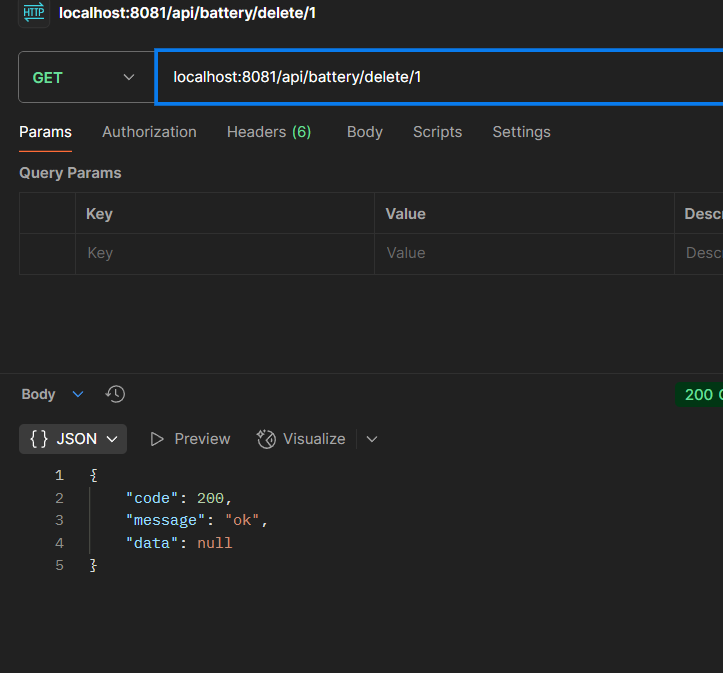 HTTP localhost:8081/api/battery/delete/1
GET localhost:8081/api/battery/delete/1
Params Authorization Headers (6) Body Scripts Settings
Query Params
Key Value Descr
Key Value Desc
Body 200
{} JSON Preview Visualize
1 {
2 "code": 200,
3 "message": "ok",
4 "data": null
5 }